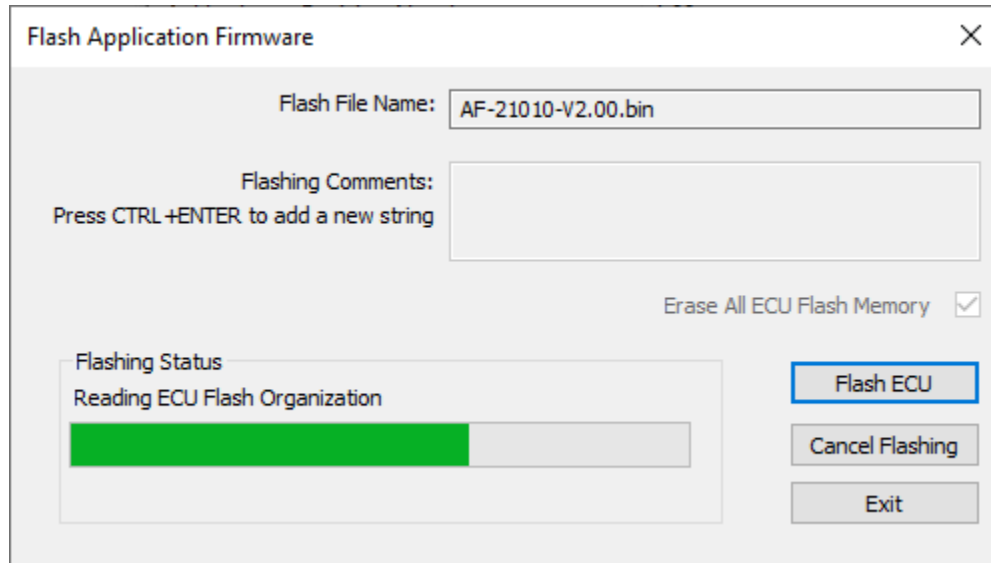 Flash Application Firmware
Flash File Name: AF-21010-V2.00.bin
Flashing Comments:
Press CTRL+ENTER to add a new string
Erase All ECU Flash Memory
Flashing Status
Reading ECU Flash Organization
Flash ECU
Cancel Flashing
Exit